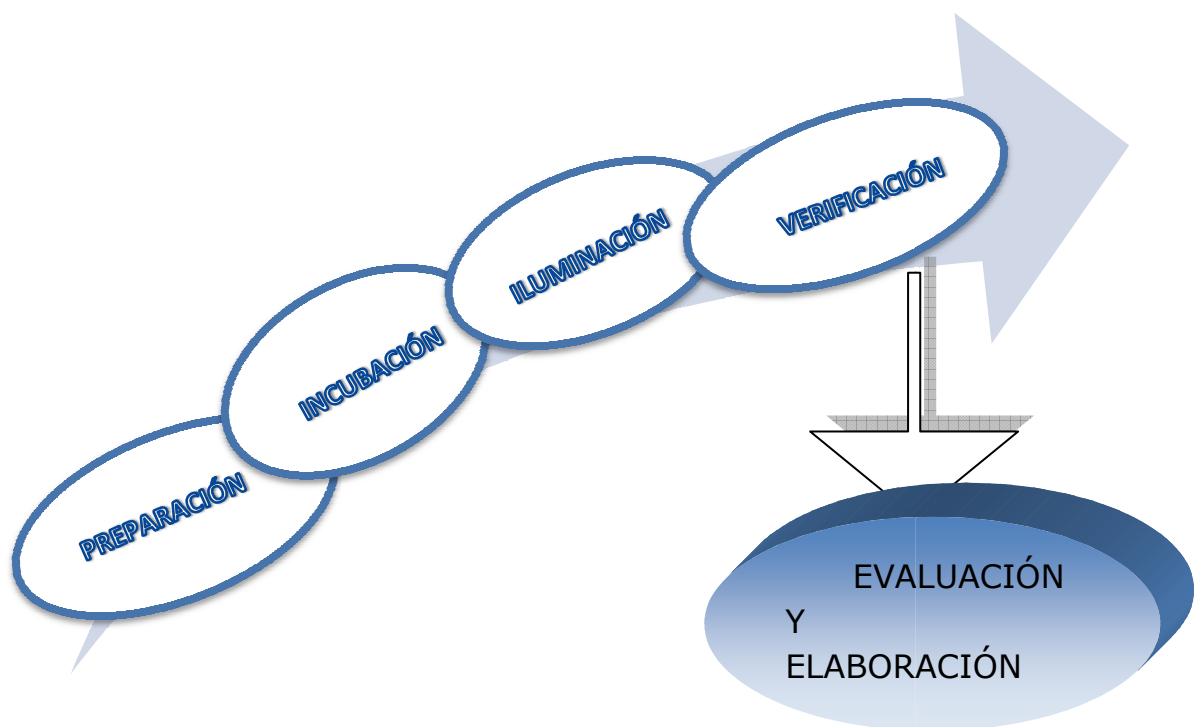 PREPARACIÓN
INCUBACIÓN
ILUMINACIÓN
VERIFICACIÓN
EVALUACIÓN
Y
ELABORACIÓN